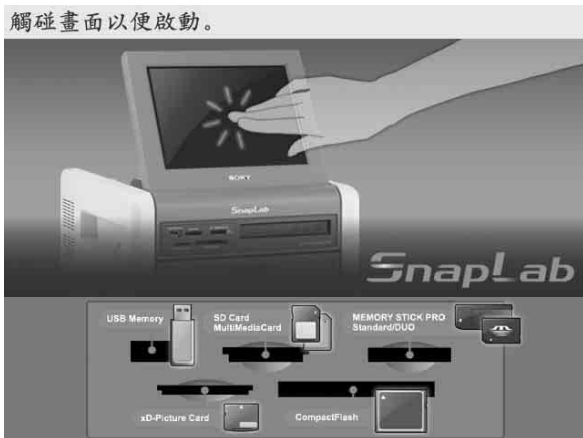 觸碰畫面以便啟動。
SONY
SnapLab
SnapLab
USB Memory
SD Card
MultiMediaCard
MEMORY STICK PRO
Standard/DUO
xD-Picture Card
CompactFlash